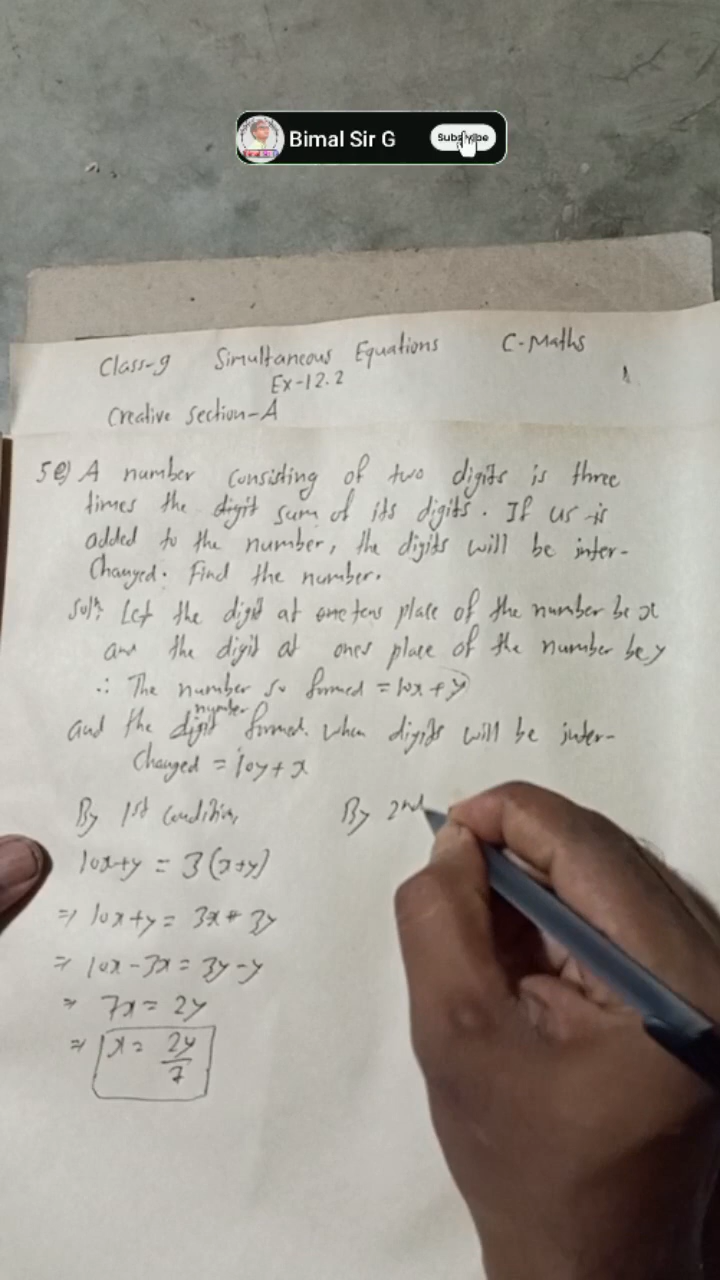 Bimal Sir G
Subscribe
Class-9 Simultaneous Equations C-Maths
Ex-12.2
Creative section-A
5e) A number consisting of two digits is three
times the digit sum of its digits. If 45 is
added to the number, the digits will be inter-
Changed. Find the number.
Solⁿ: Let the digit at tens place of the number be x
and the digit at ones place of the number be y
∴ The number so formed = 10x + y
number
and the digit formed when digits will be inter-
Changed = 10y + x
By 1st Condition, By 2nd
10x+y = 3(x+y)
⇒ 10x+y = 3x + 3y
⇒ 10x-3x = 3y-y
⇒ 7x = 2y
⇒ x = 2y/7